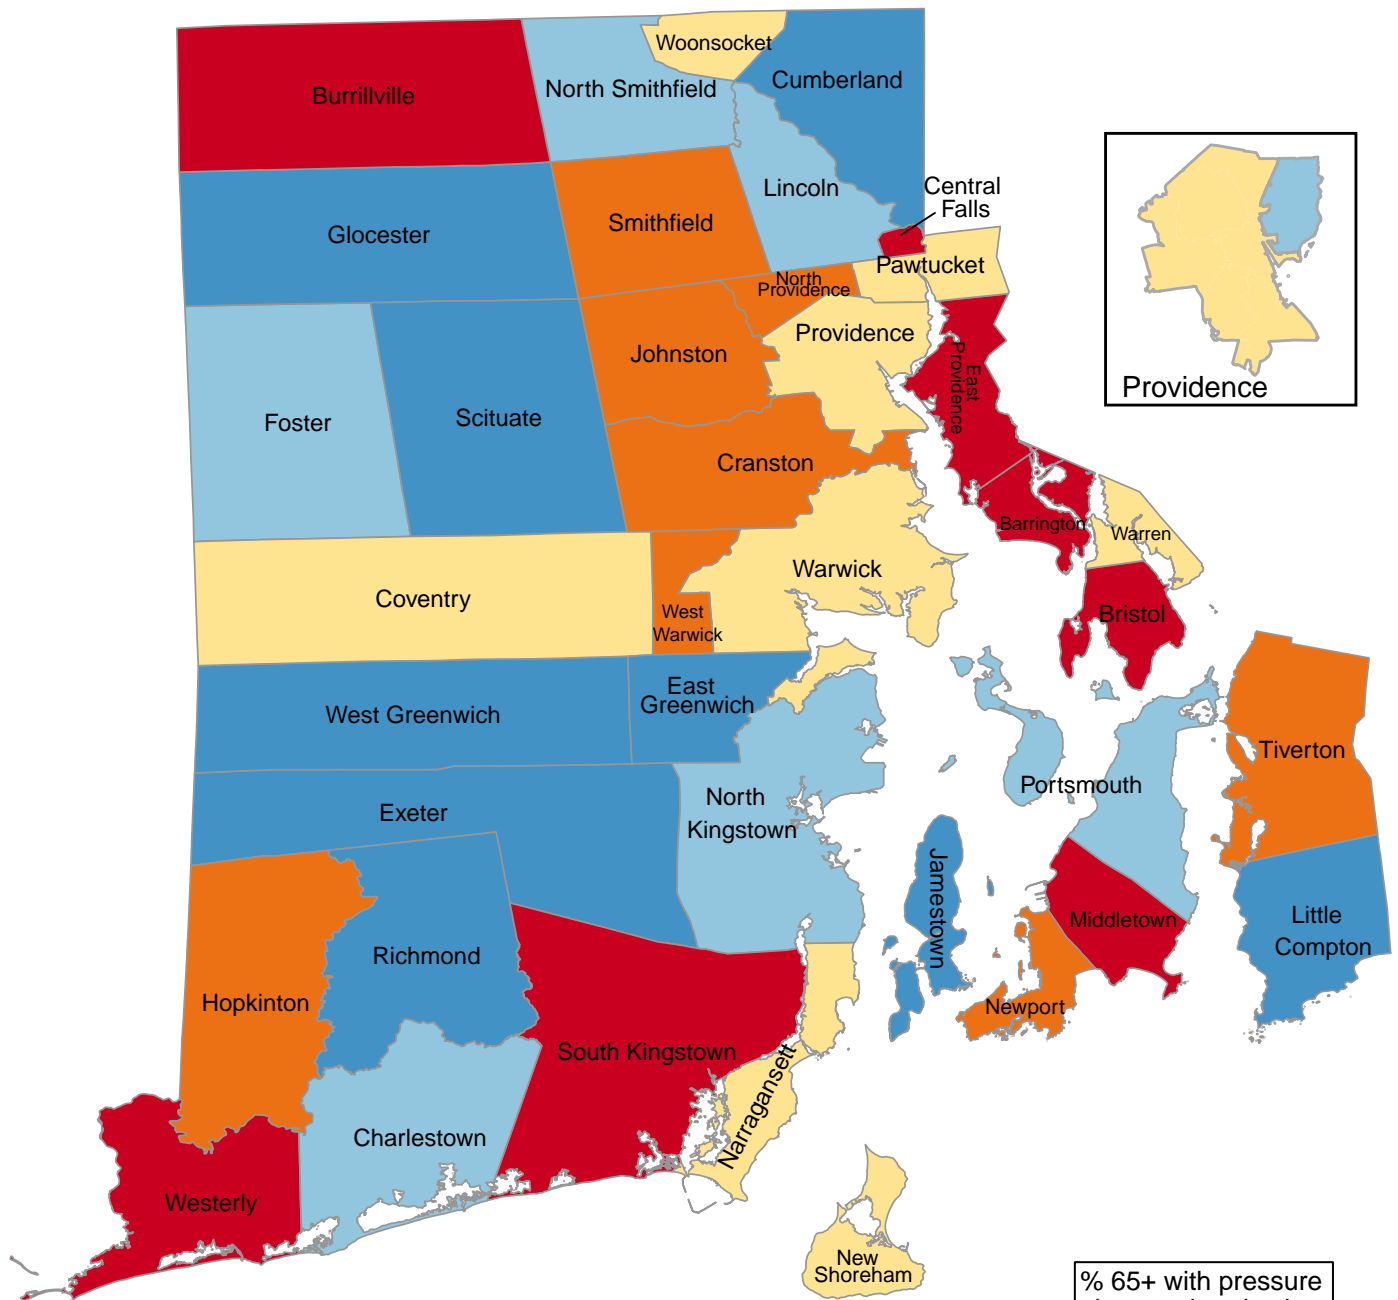 Woonsocket
Cumberland
North Smithfield
Burrillville
Lincoln
Central
Falls
Smithfield
Glocester
Pawtucket
North
Providence
Providence
Johnston
East
Providence
Providence
Foster
Scituate
Cranston
Barrington
Warren
Warwick
Coventry
West
Warwick
Bristol
East
Greenwich
West Greenwich
Tiverton
Portsmouth
North
Kingstown
Exeter
Jamestown
Middletown
Little
Compton
Richmond
Hopkinton
Newport
South Kingstown
Narragansett
Charlestown
Westerly
New
Shoreham
% 65+ with pressure